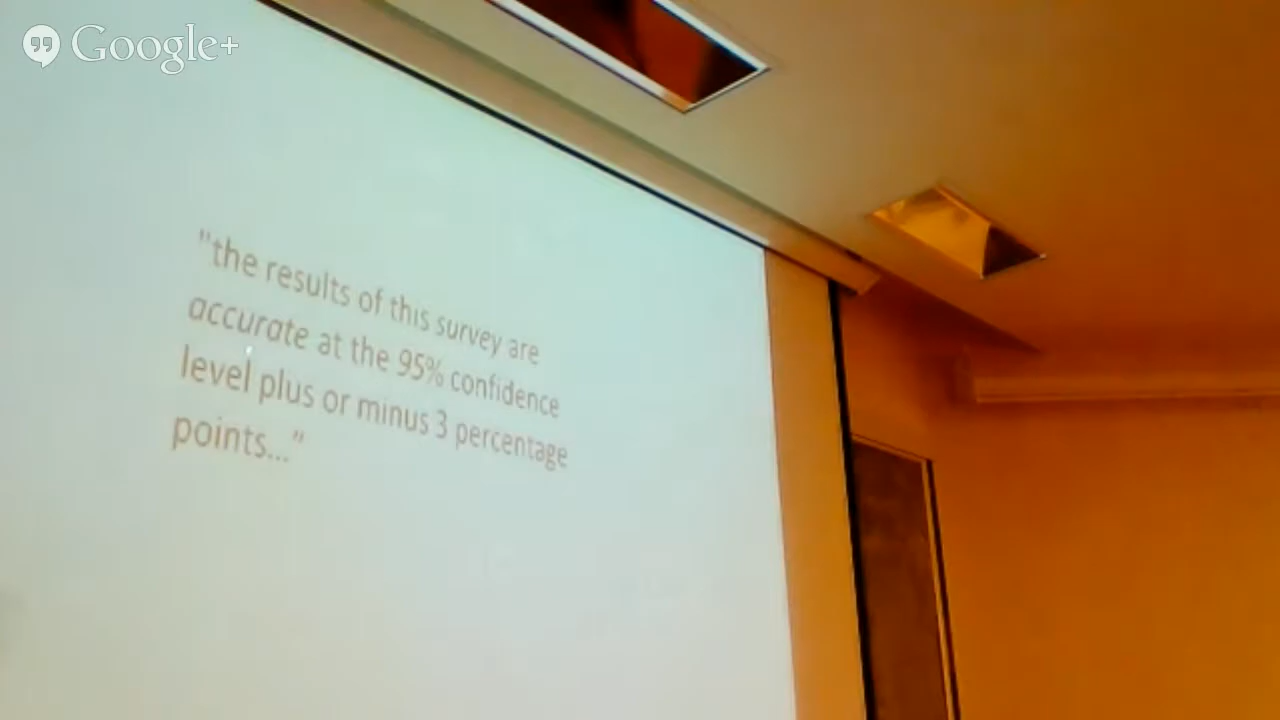 Google+
"the results of this survey are
accurate at the 95% confidence
level plus or minus 3 percentage
points..."